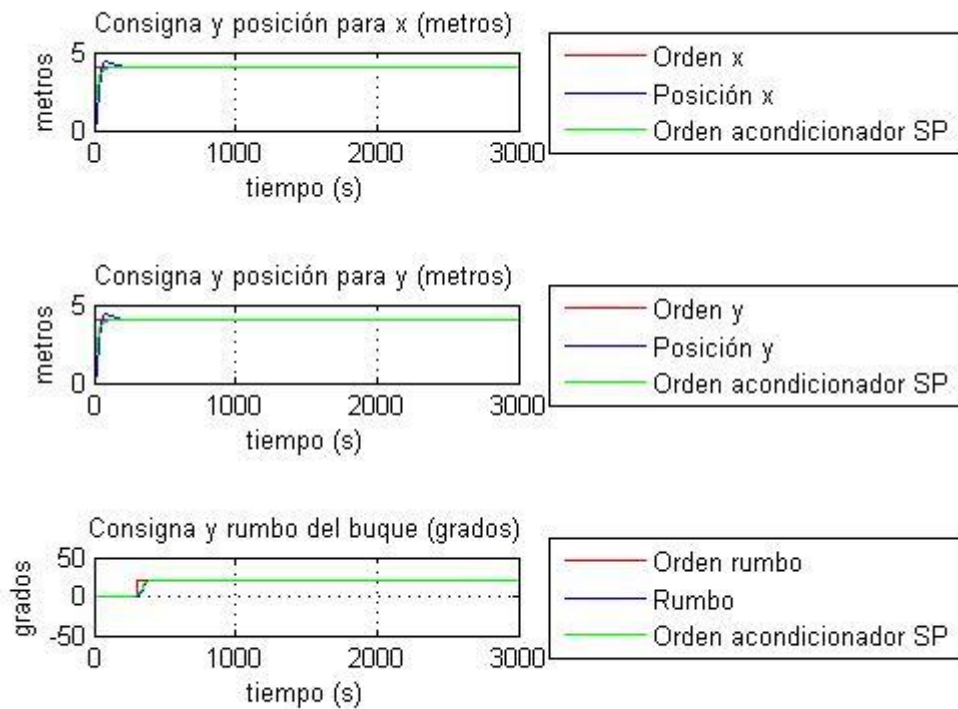 Consigna y posición para x (metros)
metros
5
0
0 1000 2000 3000
tiempo (s)
Orden x
Posición x
Orden acondicionador SP
Consigna y posición para y (metros)
metros
5
0
0 1000 2000 3000
tiempo (s)
Orden y
Posición y
Orden acondicionador SP
Consigna y rumbo del buque (grados)
grados
50
0
-50
0 1000 2000 3000
tiempo (s)
Orden rumbo
Rumbo
Orden acondicionador SP